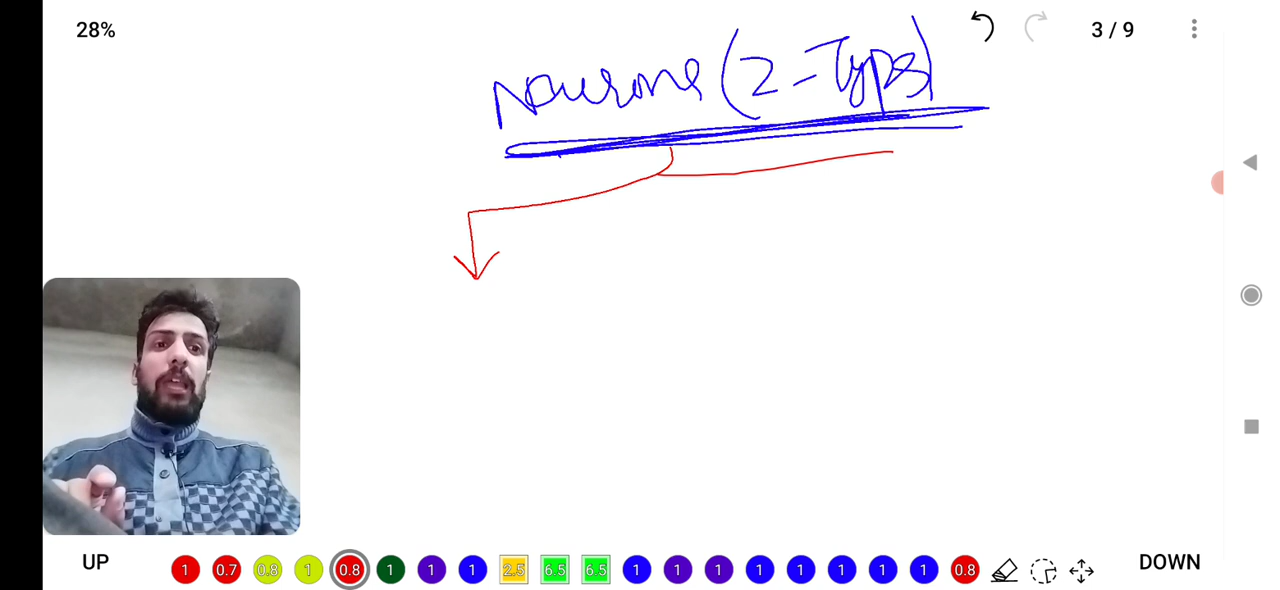 28%
3 / 9
Neurone (2-Types)
UP
1 0.7 0.8 1 0.8 1 1 1 2.5 6.5 6.5 1 1 1 1 1 1 1 1 0.8
DOWN